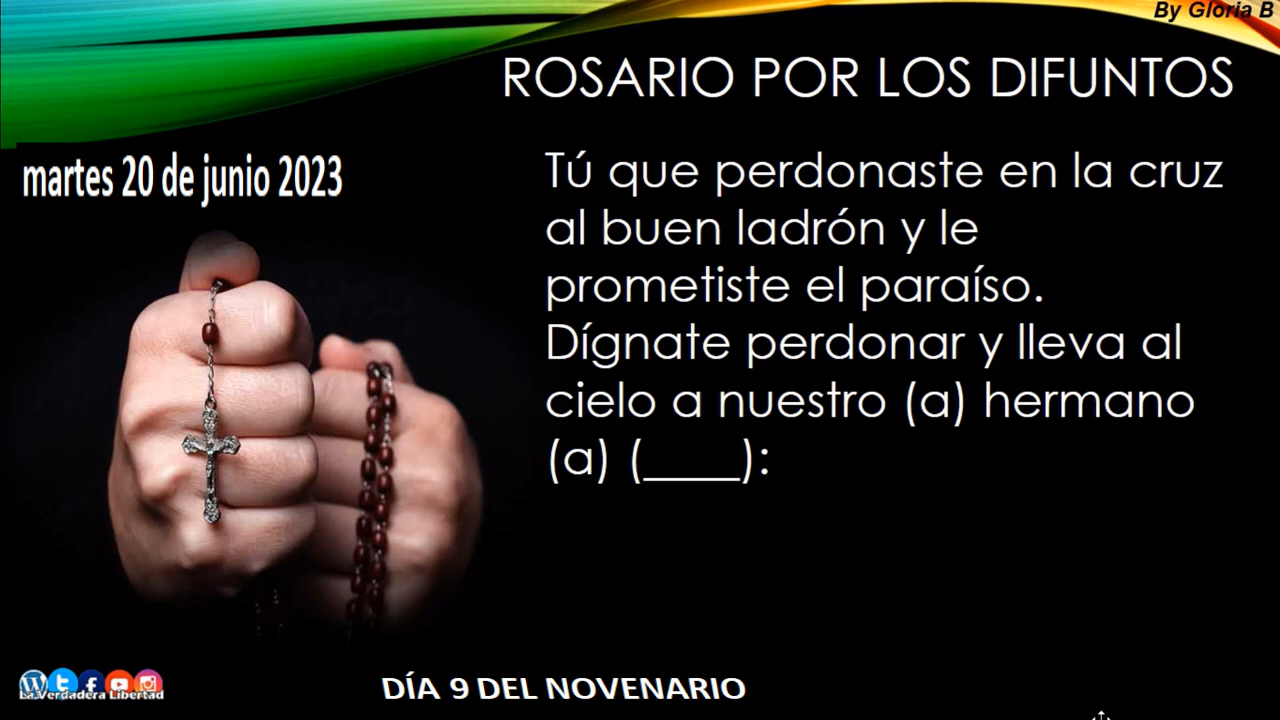 By Gloria B
ROSARIO POR LOS DIFUNTOS
martes 20 de junio 2023
Tú que perdonaste en la cruz
al buen ladrón y le
prometiste el paraíso.
Dígnate perdonar y lleva al
cielo a nuestro (a) hermano
(a) (____):
La Verdadera Libertad
DÍA 9 DEL NOVENARIO